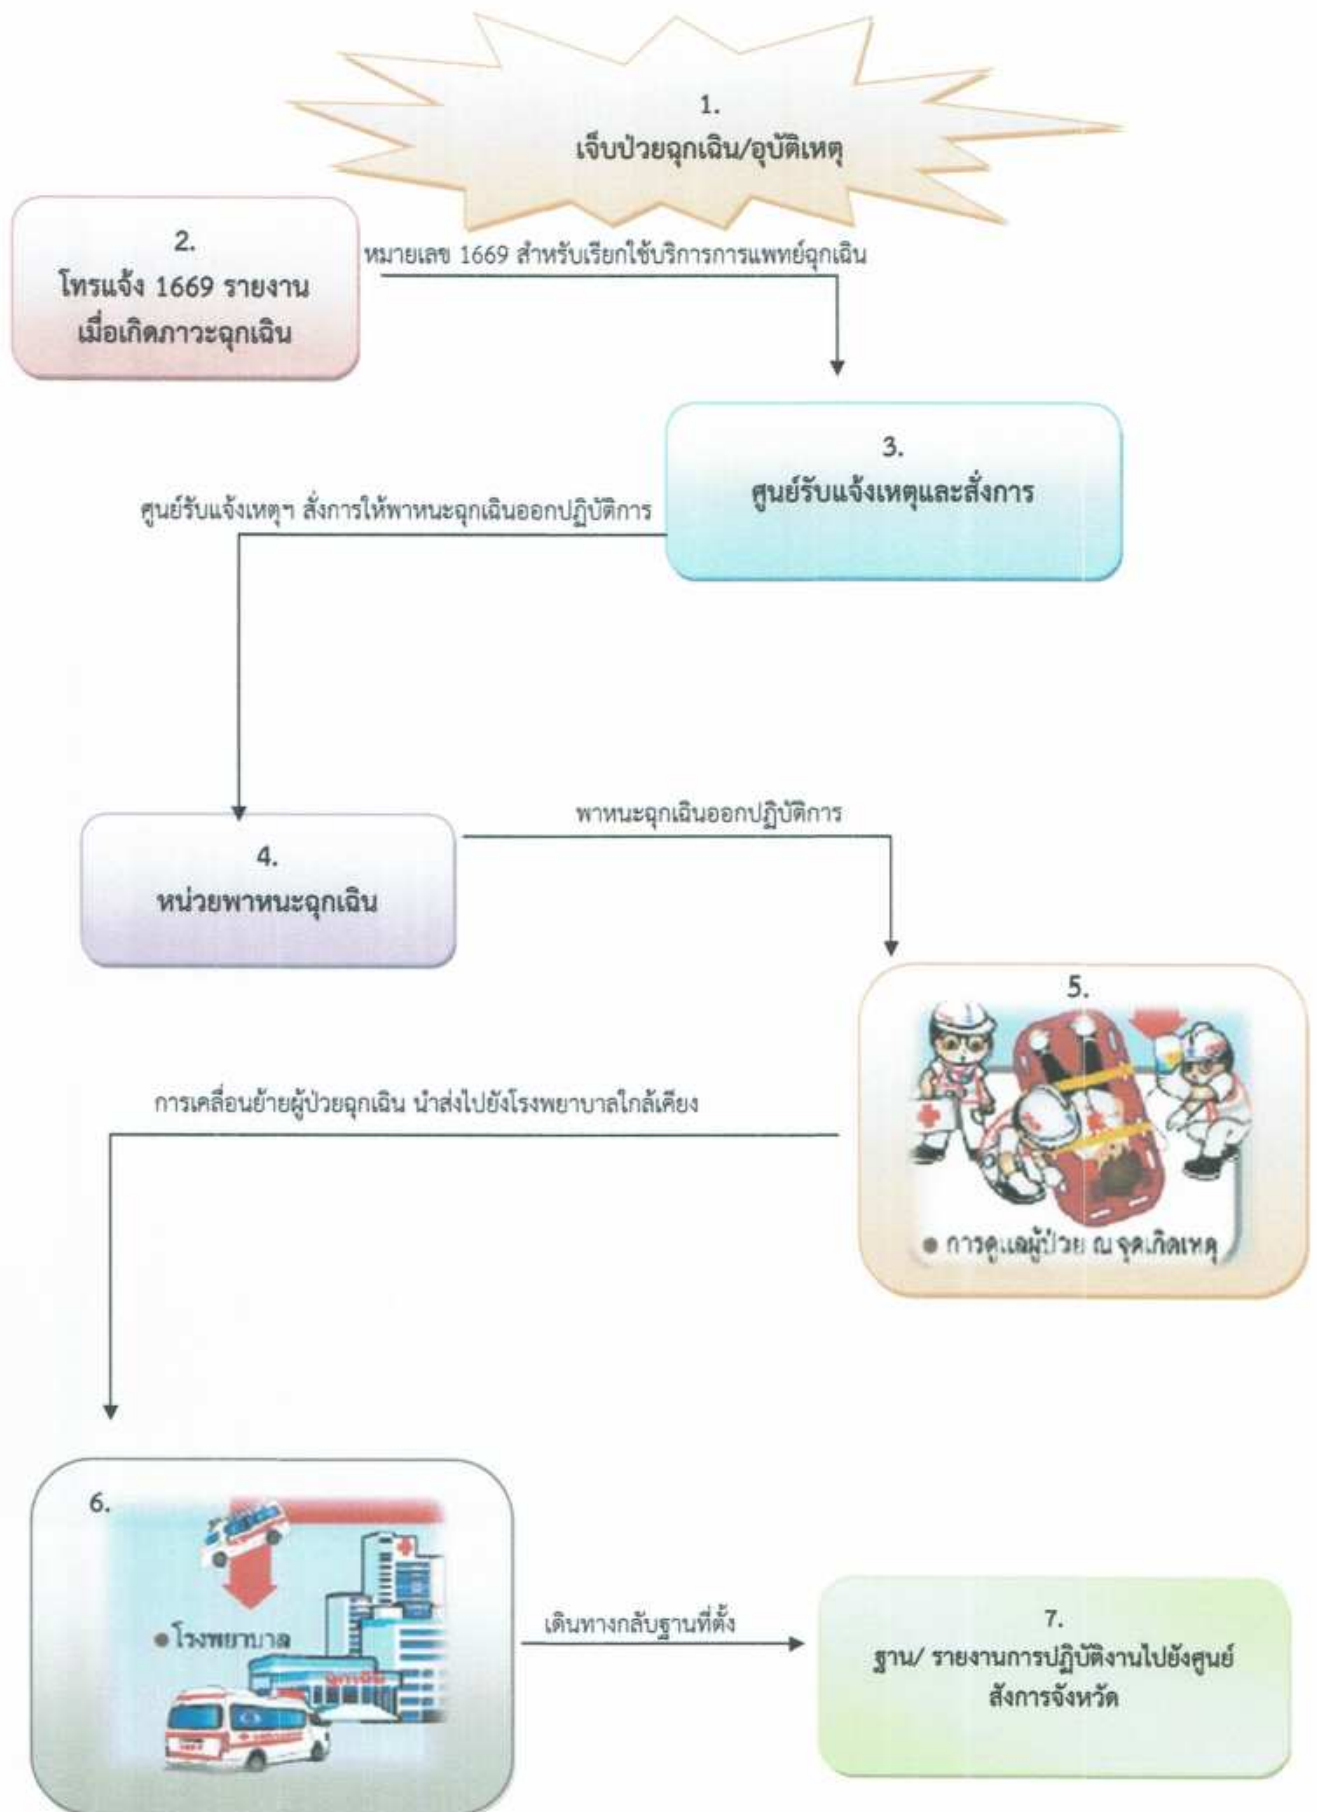 1.
เจ็บป่วยฉุกเฉิน/อุบัติเหตุ
2.
โทรแจ้ง 1669 รายงาน
เมื่อเกิดภาวะฉุกเฉิน
หมายเลข 1669 สำหรับเรียกใช้บริการการแพทย์ฉุกเฉิน
3.
ศูนย์รับแจ้งเหตุและสั่งการ
ศูนย์รับแจ้งเหตุฯ สั่งการให้พาหนะฉุกเฉินออกปฏิบัติการ
4.
หน่วยพาหนะฉุกเฉิน
พาหนะฉุกเฉินออกปฏิบัติการ
5.
● การดูแลผู้ป่วย ณ จุดเกิดเหตุ
การเคลื่อนย้ายผู้ป่วยฉุกเฉิน นำส่งไปยังโรงพยาบาลใกล้เคียง
6.
● โรงพยาบาล
ฉุกเฉิน
เดินทางกลับฐานที่ตั้ง
7.
ฐาน/ รายงานการปฏิบัติงานไปยังศูนย์
สั่งการจังหวัด